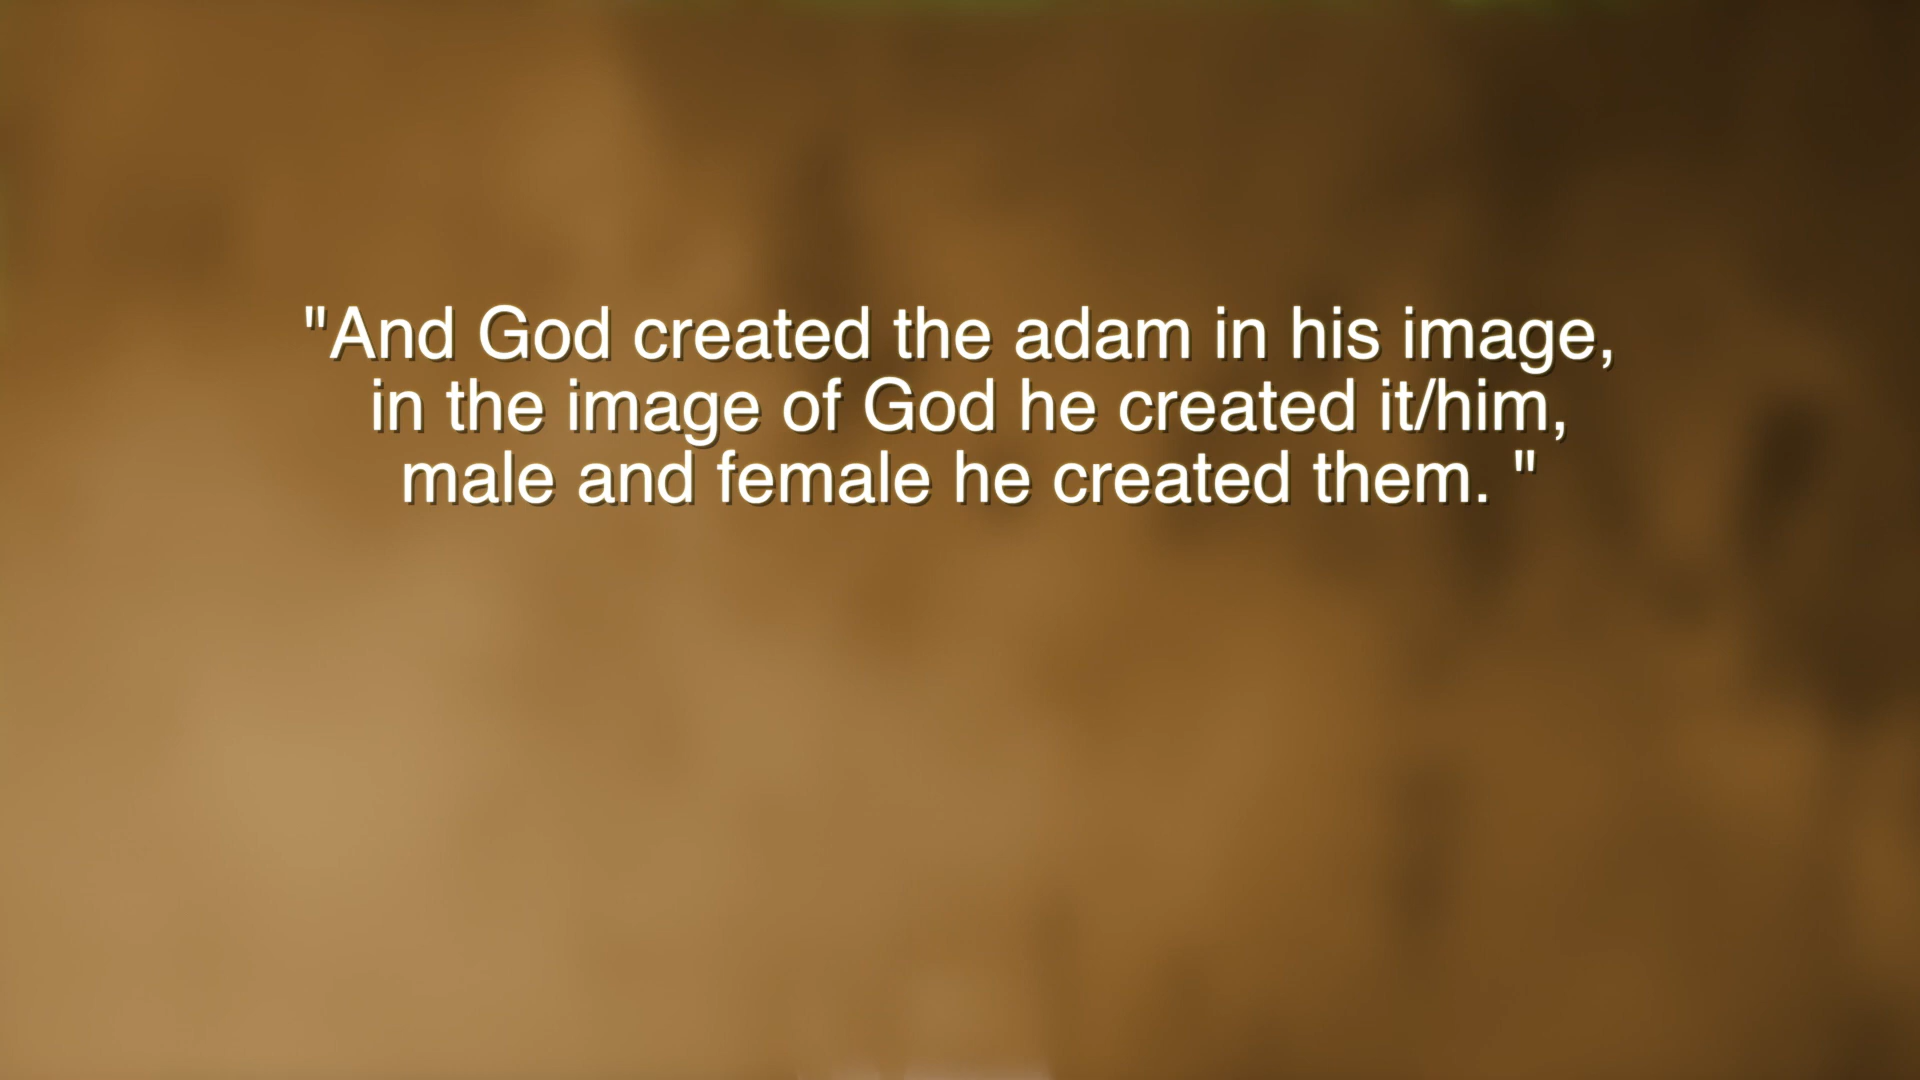 "And God created the adam in his image,
in the image of God he created it/him,
male and female he created them. "